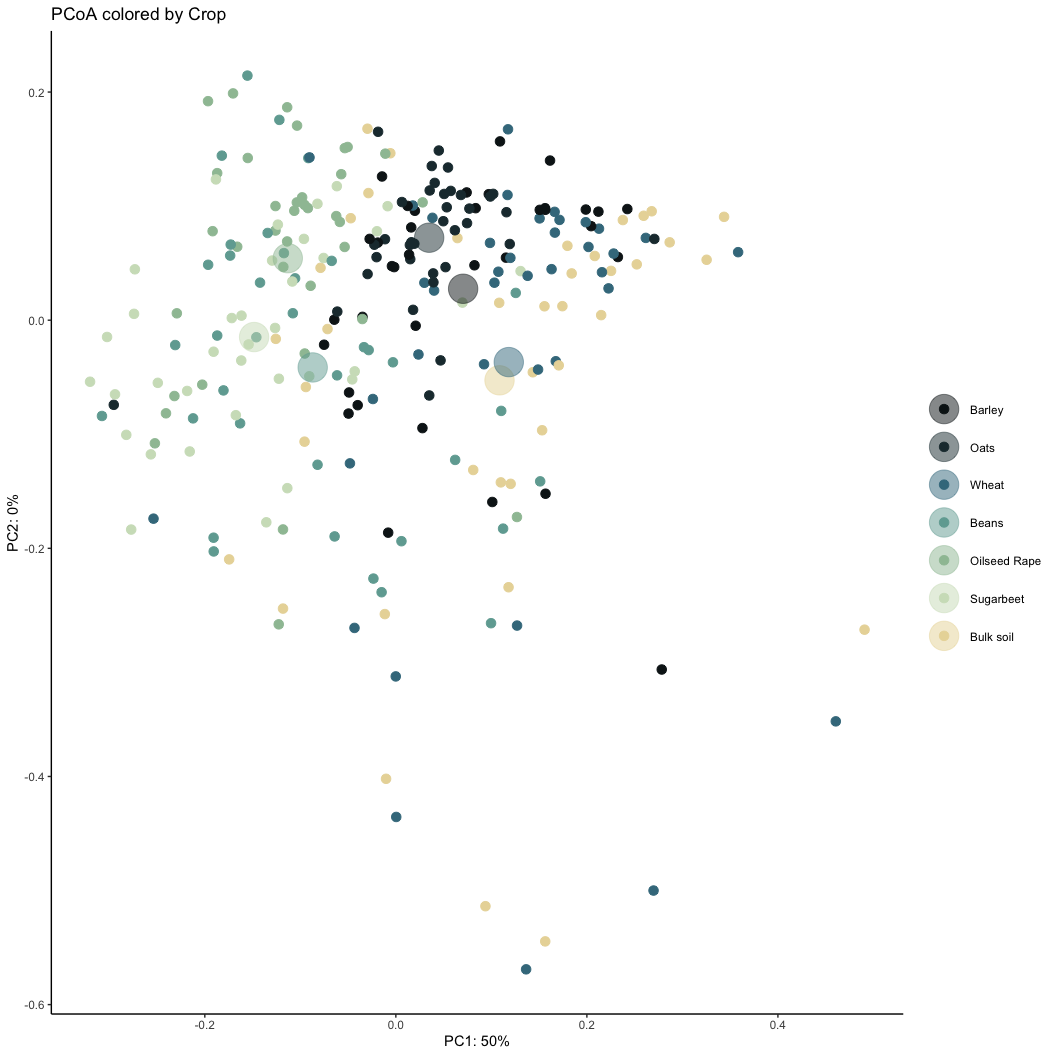 PCoA colored by Crop
0.2
0.0
-0.2
-0.4
-0.6
PC2: 0%
-0.2
0.0
0.2
0.4
PC1: 50%
Barley
Oats
Wheat
Beans
Oilseed Rape
Sugarbeet
Bulk soil